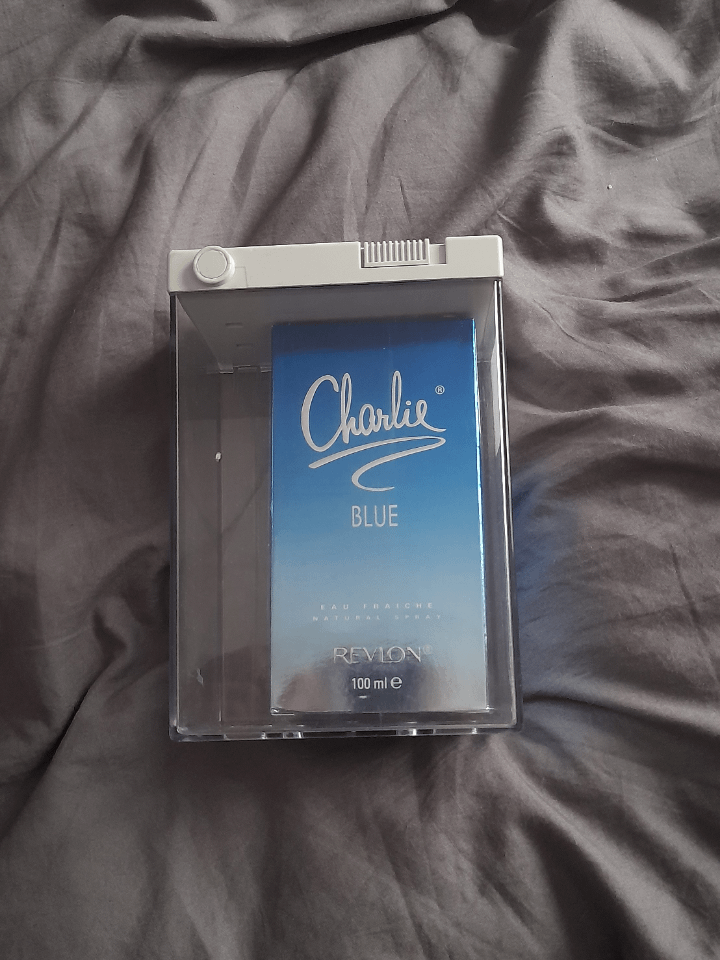 Charlie®
BLUE
EAU FRAICHE
NATURAL SPRAY
REVLON®
100 ml e